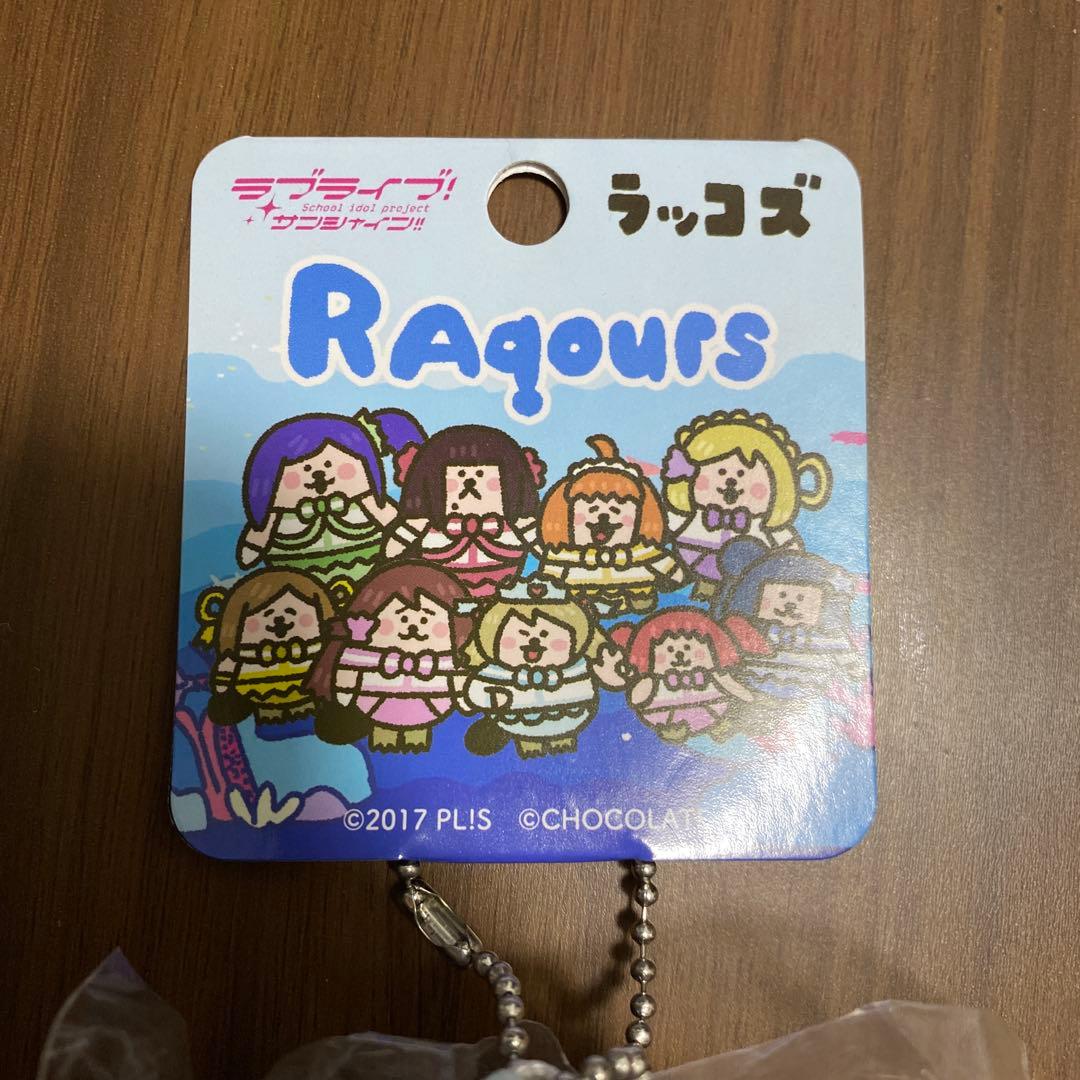 ラブライブ!
School idol project
サンシャイン!!
ラッコズ
RAqours
©2017 PL!S ©CHOCOLAT